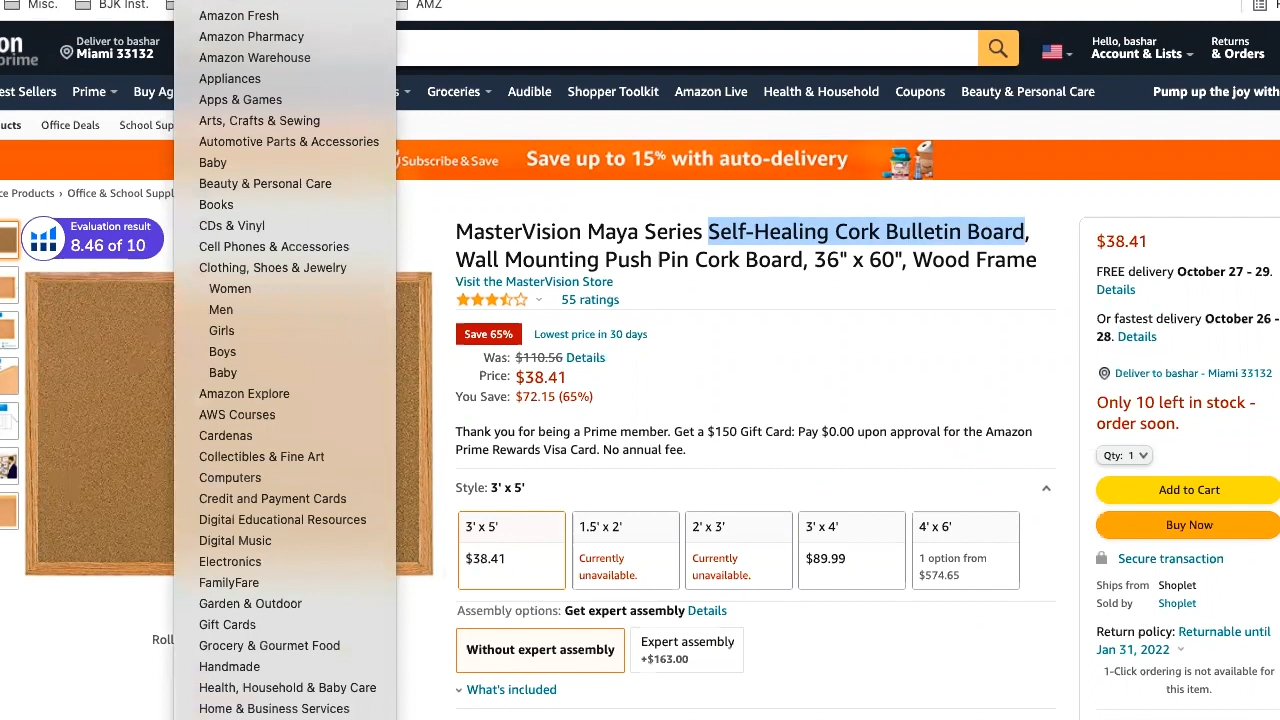 Misc.
BJK Inst.
AMZ
on
prime
Deliver to bashar
Miami 33132
Hello, bashar
Account & Lists
Returns
& Orders
est Sellers
Prime
Buy Ag
s
Groceries
Audible
Shopper Toolkit
Amazon Live
Health & Household
Coupons
Beauty & Personal Care
Pump up the joy with
ucts
Office Deals
School Sup
Subscribe & Save
Save up to 15% with auto-delivery
ce Products › Office & School Suppl
Evaluation result
8.46 of 10
Roll
Amazon Fresh
Amazon Pharmacy
Amazon Warehouse
Appliances
Apps & Games
Arts, Crafts & Sewing
Automotive Parts & Accessories
Baby
Beauty & Personal Care
Books
CDs & Vinyl
Cell Phones & Accessories
Clothing, Shoes & Jewelry
Women
Men
Girls
Boys
Baby
Amazon Explore
AWS Courses
Cardenas
Collectibles & Fine Art
Computers
Credit and Payment Cards
Digital Educational Resources
Digital Music
Electronics
FamilyFare
Garden & Outdoor
Gift Cards
Grocery & Gourmet Food
Handmade
Health, Household & Baby Care
Home & Business Services
MasterVision Maya Series Self-Healing Cork Bulletin Board,
Wall Mounting Push Pin Cork Board, 36" x 60", Wood Frame
Visit the MasterVision Store
55 ratings
Save 65%
Lowest price in 30 days
Was: $110.56 Details
Price: $38.41
You Save: $72.15 (65%)
Thank you for being a Prime member. Get a $150 Gift Card: Pay $0.00 upon approval for the Amazon
Prime Rewards Visa Card. No annual fee.
Style: 3' x 5'
3' x 5'
$38.41
1.5' x 2'
Currently
unavailable.
2' x 3'
Currently
unavailable.
3' x 4'
$89.99
4' x 6'
1 option from
$574.65
Assembly options: Get expert assembly Details
Without expert assembly
Expert assembly
+$163.00
What's included
$38.41
FREE delivery October 27 - 29.
Details
Or fastest delivery October 26 -
28. Details
Deliver to bashar - Miami 33132
Only 10 left in stock -
order soon.
Qty: 1
Add to Cart
Buy Now
Secure transaction
Ships from Shoplet
Sold by Shoplet
Return policy: Returnable until
Jan 31, 2022
1-Click ordering is not available for
this item.